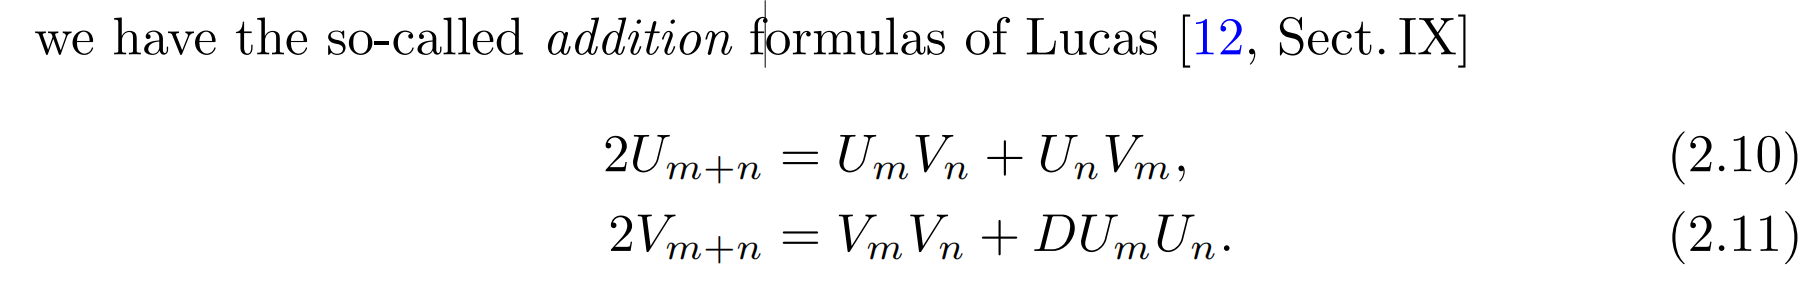 we have the so-called addition formulas of Lucas [12, Sect. IX]
2U_{m+n} = U_m V_n + U_n V_m, (2.10)
2V_{m+n} = V_m V_n + DU_m U_n. (2.11)